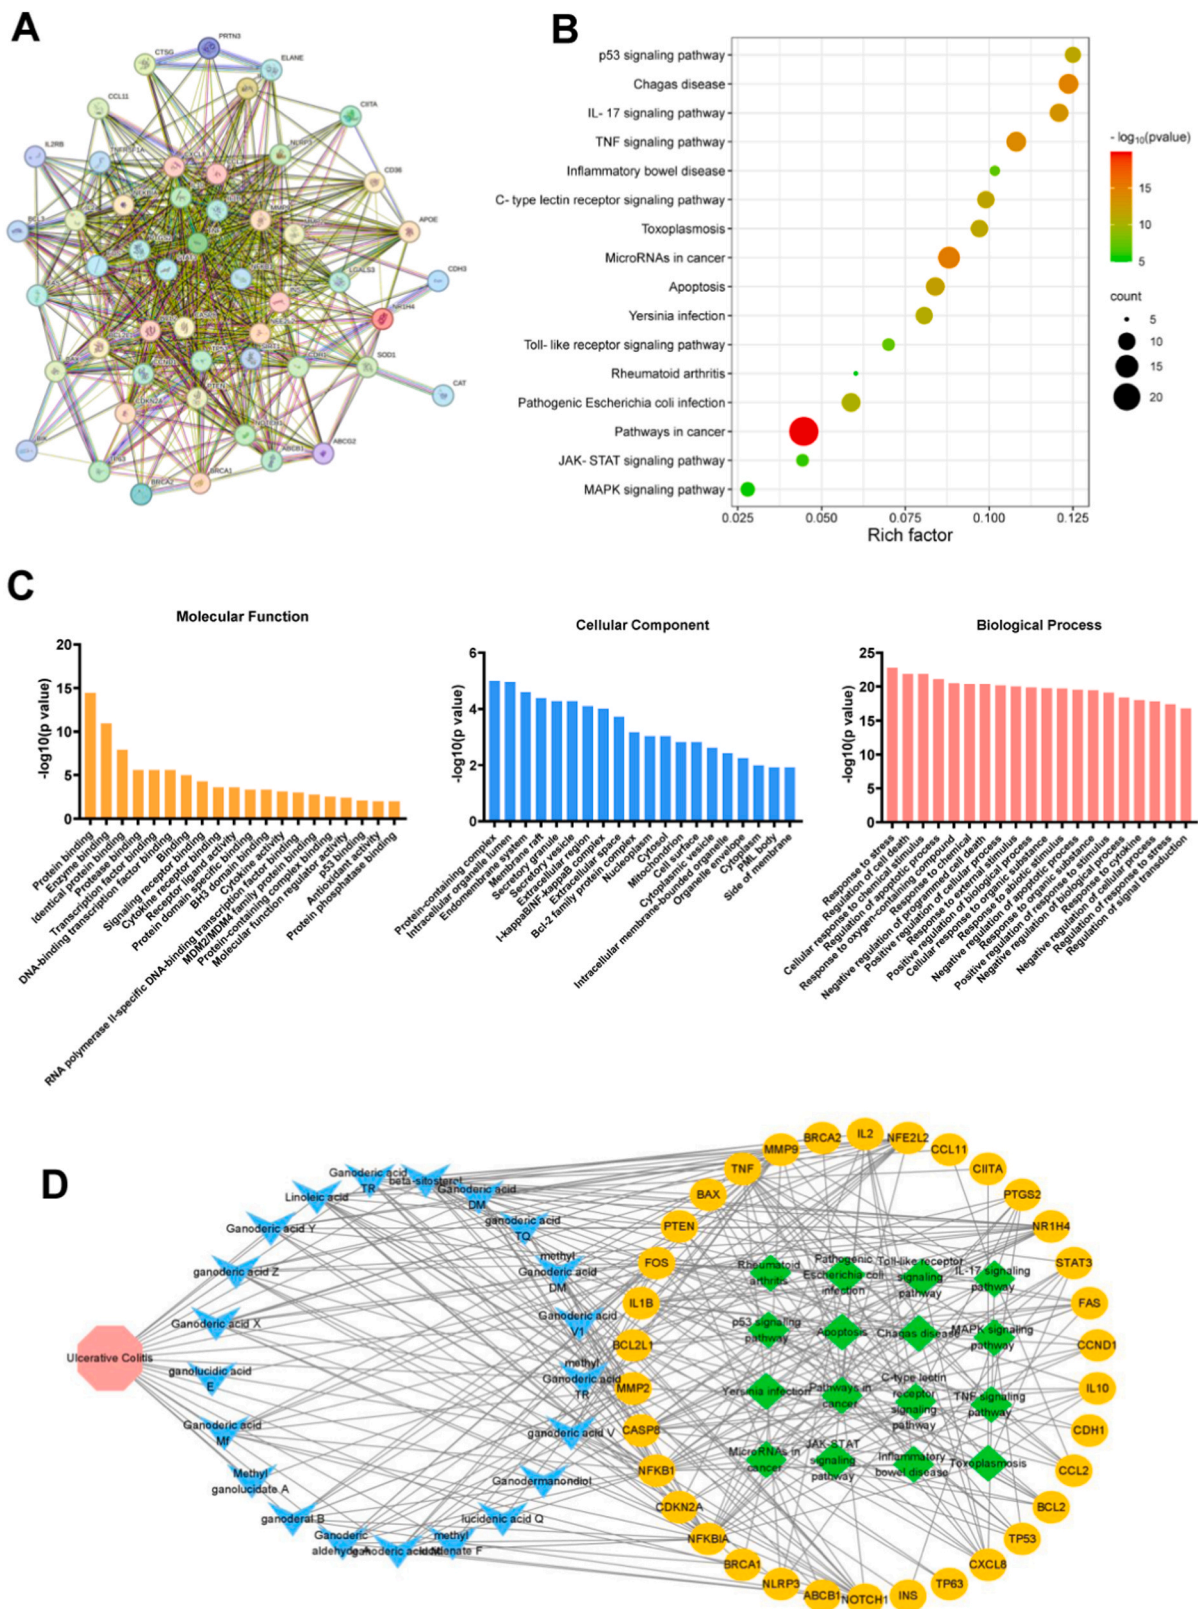 A
PRTN3
CTSG
ELANE
CCL11
CIITA
IL2RB
TNFRSF1A
NLRP3
CD36
APOE
LGALS3
CDH3
NR1H4
SOD1
CAT
CDH1
PTEN
CDKN2A
NOTCH1
ABCB1
ABCG2
BIK
TP63
BRCA1
BRCA2
B
p53 signaling pathway
Chagas disease
IL- 17 signaling pathway
TNF signaling pathway
Inflammatory bowel disease
C- type lectin receptor signaling pathway
Toxoplasmosis
MicroRNAs in cancer
Apoptosis
Yersinia infection
Toll- like receptor signaling pathway
Rheumatoid arthritis
Pathogenic Escherichia coli infection
Pathways in cancer
JAK- STAT signaling pathway
MAPK signaling pathway
0.025 0.050 0.075 0.100 0.125
Rich factor
- log10(pvalue)
15
10
5
count
5
10
15
20
C
Molecular Function
-log10(p value)
20
15
10
5
0
Protein binding
Enzyme binding
Identical protein binding
Protease binding
Transcription factor binding
DNA-binding transcription factor binding
Binding
Signaling receptor binding
Cytokine receptor binding
Receptor ligand activity
Protein domain specific binding
BH3 domain binding
Cytokine activity
RNA polymerase II-specific DNA-binding transcription factor binding
MDM2/MDM4 family protein binding
Protein-containing complex binding
Molecular function regulator activity
p53 binding
Antioxidant activity
Protein phosphatase binding
Cellular Component
-log10(p value)
6
4
2
0
Protein-containing complex
Intracellular organelle lumen
Endomembrane system
Membrane raft
Secretory granule
Secretory vesicle
Extracellular region
I-kappaB/NF-kappaB complex
Extracellular space
Bcl-2 family protein complex
Nucleoplasm
Cytosol
Mitochondrion
Cell surface
Cytoplasmic vesicle
Intracellular membrane-bounded organelle
Organelle envelope
Cytoplasm
PML body
Side of membrane
Biological Process
-log10(p value)
25
20
15
10
5
0
Response to stress
Regulation of cell death
Cellular response to chemical stimulus
Regulation of apoptotic process
Response to oxygen-containing compound
Response to chemical
Negative regulation of programmed cell death
Positive regulation of cellular process
Response to external stimulus
Positive regulation of biological process
Cellular response to organic substance
Response to abiotic stimulus
Negative regulation of apoptotic process
Response to organic substance
Positive regulation of response to stimulus
Negative regulation of biological process
Response to cytokine
Negative regulation of cellular process
Regulation of response to stress
Regulation of signal transduction
D
Ulcerative Colitis
Ganoderic acid
TR
beta-sitosterol
Linoleic acid
Ganoderic acid
DM
Ganoderic acid Y
ganoderic acid
TQ
ganoderic acid Z
methyl
Ganoderic acid
DM
Ganoderic acid X
Ganoderic acid
V1
ganolucidic acid
E
methyl
Ganoderic acid
TR
Ganoderic acid
Mf
ganoderic acid V
Methyl
ganolucidate A
Ganodermanondiol
ganoderal B
lucidenic acid Q
Ganoderic
aldehyde A
methyl
NFE2L2
IL2
BRCA2
MMP9
CCL11
TNF
CIITA
BAX
PTGS2
PTEN
NR1H4
FOS
STAT3
IL1B
FAS
BCL2L1
CCND1
MMP2
IL10
CASP8
CDH1
NFKB1
CCL2
CDKN2A
BCL2
NFKBIA
TP53
BRCA1
CXCL8
NLRP3
TP63
ABCB1
NOTCH1
INS
Rheumatoid
arthritis
Pathogenic
Escherichia coli
infection
Toll-like receptor
signaling
pathway
IL-17 signaling
pathway
p53 signaling
pathway
Apoptosis
Chagas disease
MAPK signaling
pathway
Yersinia infection
Pathways in
cancer
C-type lectin
receptor
signaling
pathway
TNF signaling
pathway
MicroRNAs in
cancer
JAK-STAT
signaling
pathway
Inflammatory
bowel disease
Toxoplasmosis